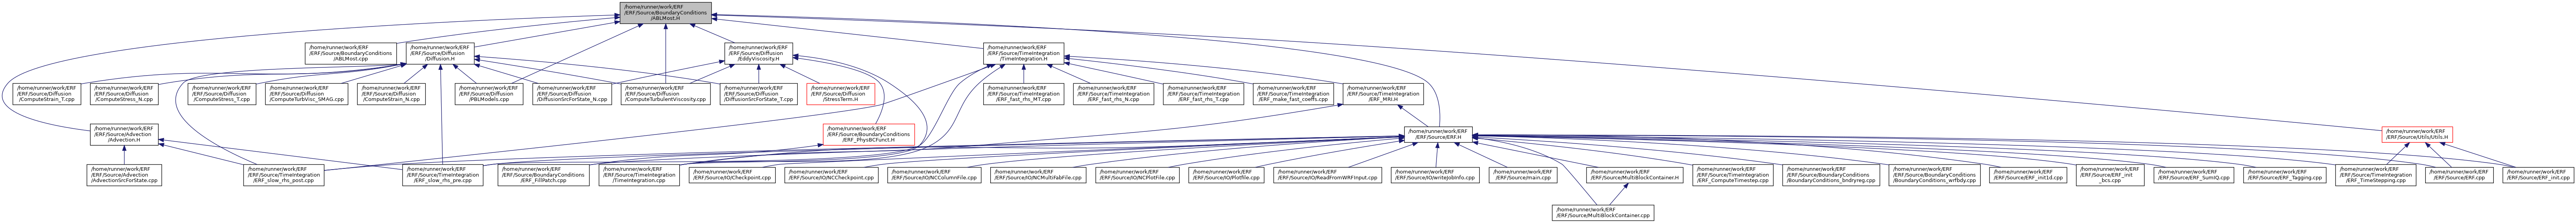 /home/runner/work/ERF
/ERF/Source/BoundaryConditions
/ABLMost.H
/home/runner/work/ERF
/ERF/Source/BoundaryConditions
/ABLMost.cpp
/home/runner/work/ERF
/ERF/Source/Diffusion
/Diffusion.H
/home/runner/work/ERF
/ERF/Source/Diffusion
/EddyViscosity.H
/home/runner/work/ERF
/ERF/Source/TimeIntegration
/TimeIntegration.H
/home/runner/work/ERF
/ERF/Source/Diffusion
/ComputeStrain_T.cpp
/home/runner/work/ERF
/ERF/Source/Diffusion
/ComputeStress_N.cpp
/home/runner/work/ERF
/ERF/Source/Diffusion
/ComputeStress_T.cpp
/home/runner/work/ERF
/ERF/Source/Diffusion
/ComputeTurbVisc_SMAG.cpp
/home/runner/work/ERF
/ERF/Source/Diffusion
/ComputeStrain_N.cpp
/home/runner/work/ERF
/ERF/Source/Diffusion
/PBLModels.cpp
/home/runner/work/ERF
/ERF/Source/Diffusion
/DiffusionSrcForState_N.cpp
/home/runner/work/ERF
/ERF/Source/Diffusion
/ComputeTurbulentViscosity.cpp
/home/runner/work/ERF
/ERF/Source/Diffusion
/DiffusionSrcForState_T.cpp
/home/runner/work/ERF
/ERF/Source/Diffusion
/StressTerm.H
/home/runner/work/ERF
/ERF/Source/TimeIntegration
/ERF_fast_rhs_MT.cpp
/home/runner/work/ERF
/ERF/Source/TimeIntegration
/ERF_fast_rhs_N.cpp
/home/runner/work/ERF
/ERF/Source/TimeIntegration
/ERF_fast_rhs_T.cpp
/home/runner/work/ERF
/ERF/Source/TimeIntegration
/ERF_make_fast_coeffs.cpp
/home/runner/work/ERF
/ERF/Source/TimeIntegration
/ERF_MRI.H
/home/runner/work/ERF
/ERF/Source/Advection
/Advection.H
/home/runner/work/ERF
/ERF/Source/BoundaryConditions
/ERF_PhysBCFunct.H
/home/runner/work/ERF
/ERF/Source/ERF.H
/home/runner/work/ERF
/ERF/Source/Utils/Utils.H
/home/runner/work/ERF
/ERF/Source/Advection
/AdvectionSrcForState.cpp
/home/runner/work/ERF
/ERF/Source/TimeIntegration
/ERF_slow_rhs_post.cpp
/home/runner/work/ERF
/ERF/Source/TimeIntegration
/ERF_slow_rhs_pre.cpp
/home/runner/work/ERF
/ERF/Source/BoundaryConditions
/ERF_FillPatch.cpp
/home/runner/work/ERF
/ERF/Source/TimeIntegration
/TimeIntegration.cpp
/home/runner/work/ERF
/ERF/Source/IO/Checkpoint.cpp
/home/runner/work/ERF
/ERF/Source/IO/NCCheckpoint.cpp
/home/runner/work/ERF
/ERF/Source/IO/NCColumnFile.cpp
/home/runner/work/ERF
/ERF/Source/IO/NCMultiFabFile.cpp
/home/runner/work/ERF
/ERF/Source/IO/NCPlotFile.cpp
/home/runner/work/ERF
/ERF/Source/IO/Plotfile.cpp
/home/runner/work/ERF
/ERF/Source/IO/ReadFromWRFInput.cpp
/home/runner/work/ERF
/ERF/Source/IO/writeJobInfo.cpp
/home/runner/work/ERF
/ERF/Source/main.cpp
/home/runner/work/ERF
/ERF/Source/MultiBlockContainer.H
/home/runner/work/ERF
/ERF/Source/TimeIntegration
/ERF_ComputeTimestep.cpp
/home/runner/work/ERF
/ERF/Source/BoundaryConditions
/BoundaryConditions_bndryreg.cpp
/home/runner/work/ERF
/ERF/Source/BoundaryConditions
/BoundaryConditions_wrfbdy.cpp
/home/runner/work/ERF
/ERF/Source/ERF_init1d.cpp
/home/runner/work/ERF
/ERF/Source/ERF_init
_bcs.cpp
/home/runner/work/ERF
/ERF/Source/ERF_SumIQ.cpp
/home/runner/work/ERF
/ERF/Source/ERF_Tagging.cpp
/home/runner/work/ERF
/ERF/Source/TimeIntegration
/ERF_TimeStepping.cpp
/home/runner/work/ERF
/ERF/Source/ERF.cpp
/home/runner/work/ERF
/ERF/Source/ERF_init.cpp
/home/runner/work/ERF
/ERF/Source/MultiBlockContainer.cpp